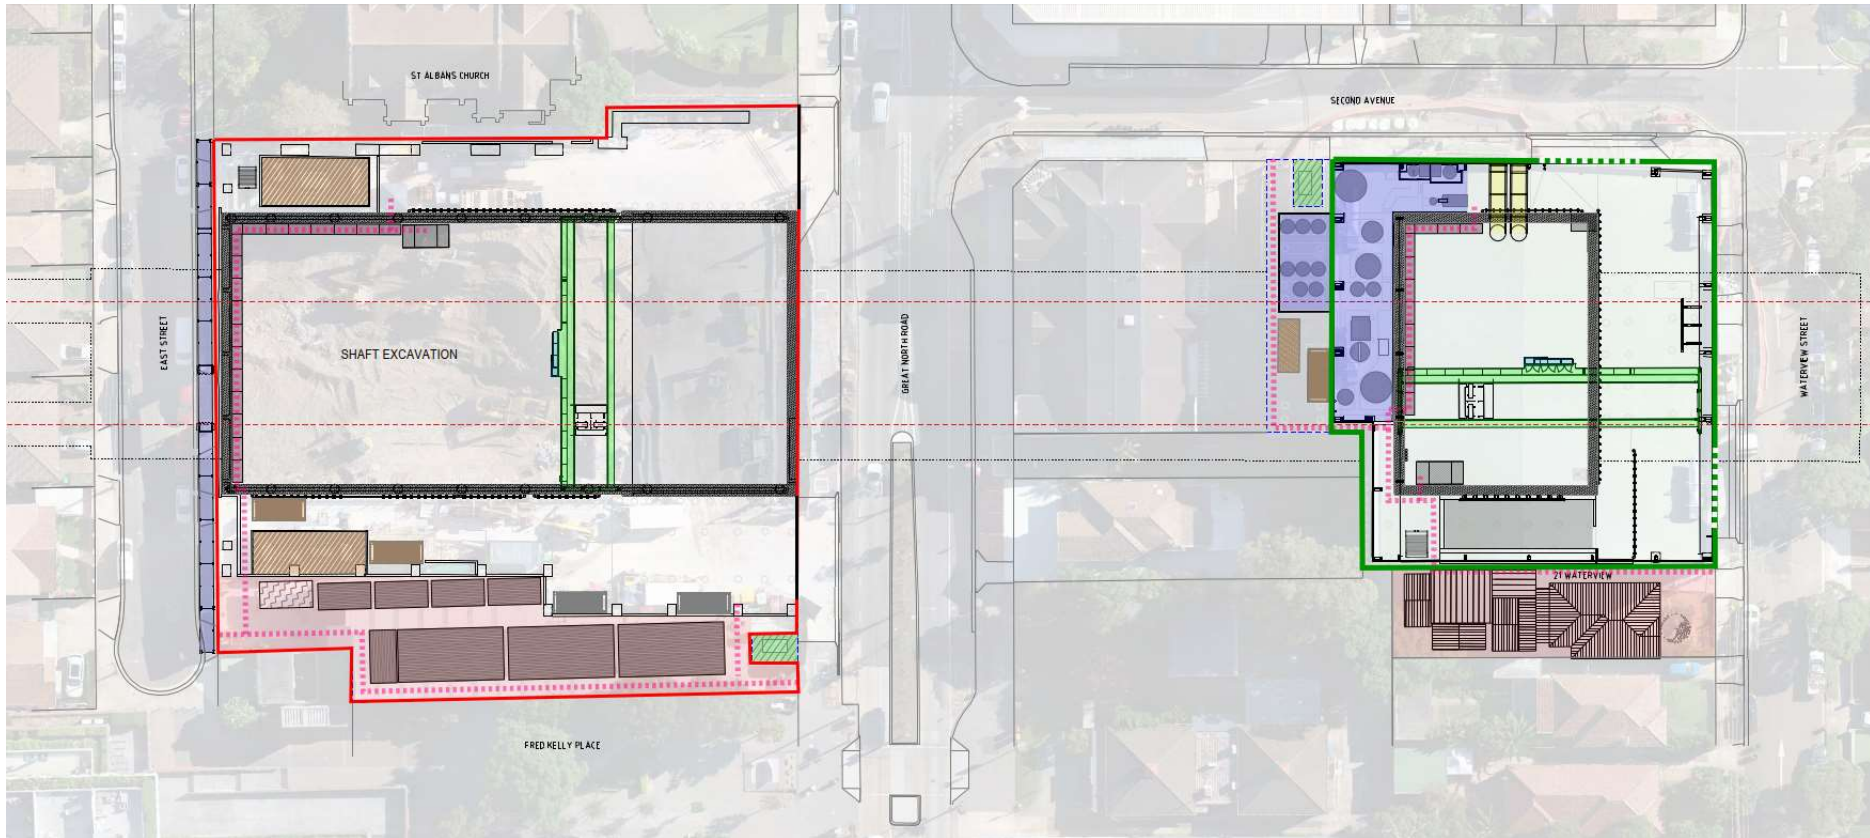 ST ALBANS CHURCH
SECOND AVENUE
EAST STREET
SHAFT EXCAVATION
GREAT NORTH ROAD
WATERVIEW STREET
21 WATERVIEW
FRED KELLY PLACE